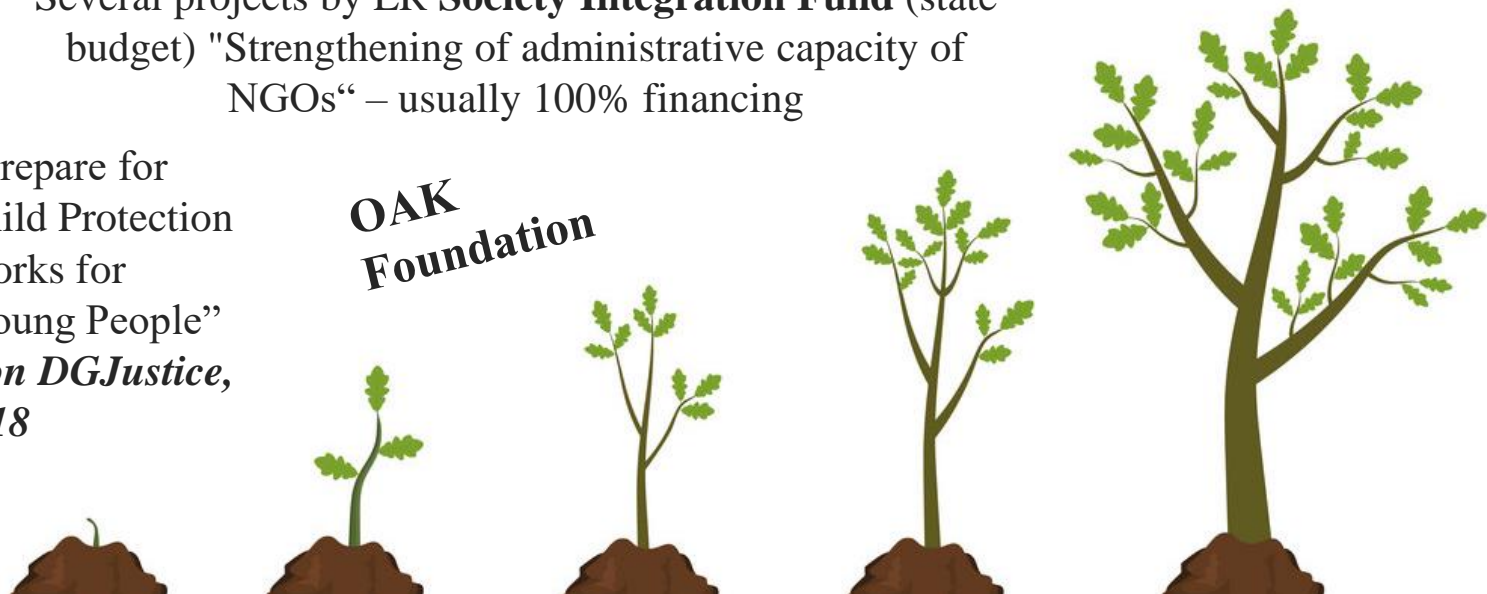 Several projects by LR Society Integration Fund (state
budget) "Strengthening of administrative capacity of
NGOs“ – usually 100% financing
repare for
ild Protection
orks for
oung People”
on DGJustice,
18
OAK
Foundation